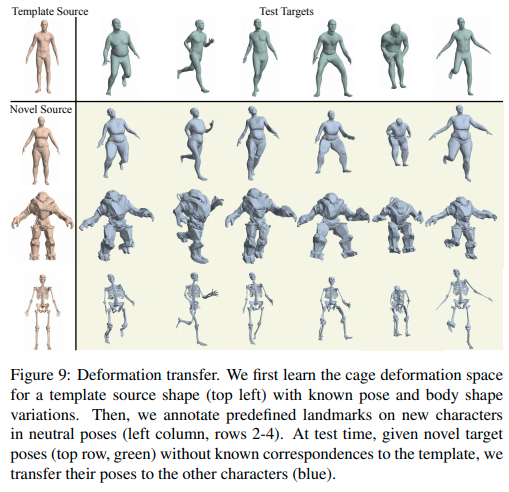 Template Source
Test Targets
Novel Source
Figure 9: Deformation transfer. We first learn the cage deformation space
for a template source shape (top left) with known pose and body shape
variations. Then, we annotate predefined landmarks on new characters
in neutral poses (left column, rows 2-4). At test time, given novel target
poses (top row, green) without known correspondences to the template, we
transfer their poses to the other characters (blue).